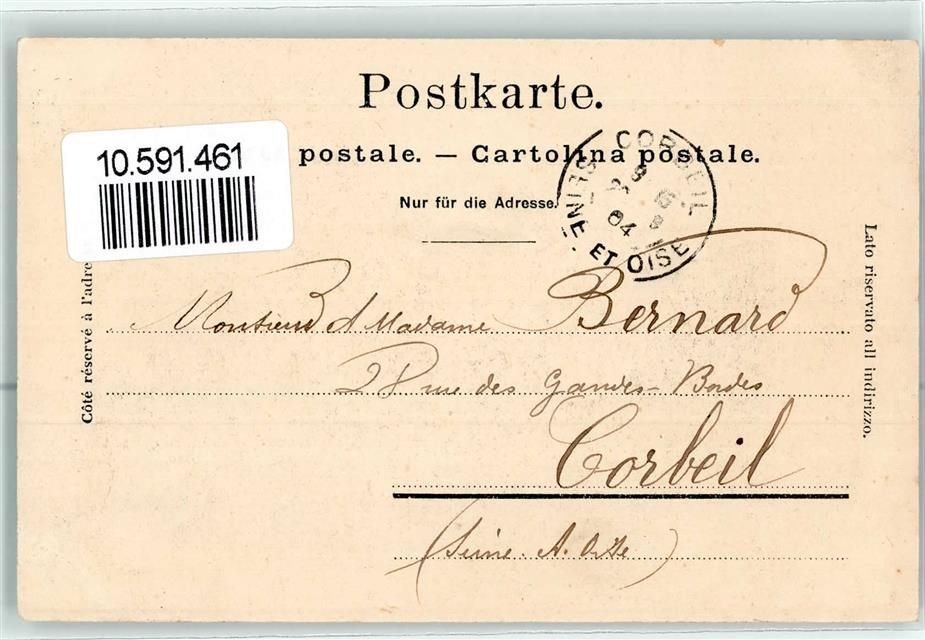 Postkarte.
10.591.461
postale. — Cartolina postale.
Nur für die Adresse.
CORBEIL
SEINE ET OISE
04
Côté réservé à l'adre
Lato riservato all indirizzo.
Monsieur et Madame Bernard
2 Rue des Grandes-Bordes
Corbeil
(Seine. et. Oise)